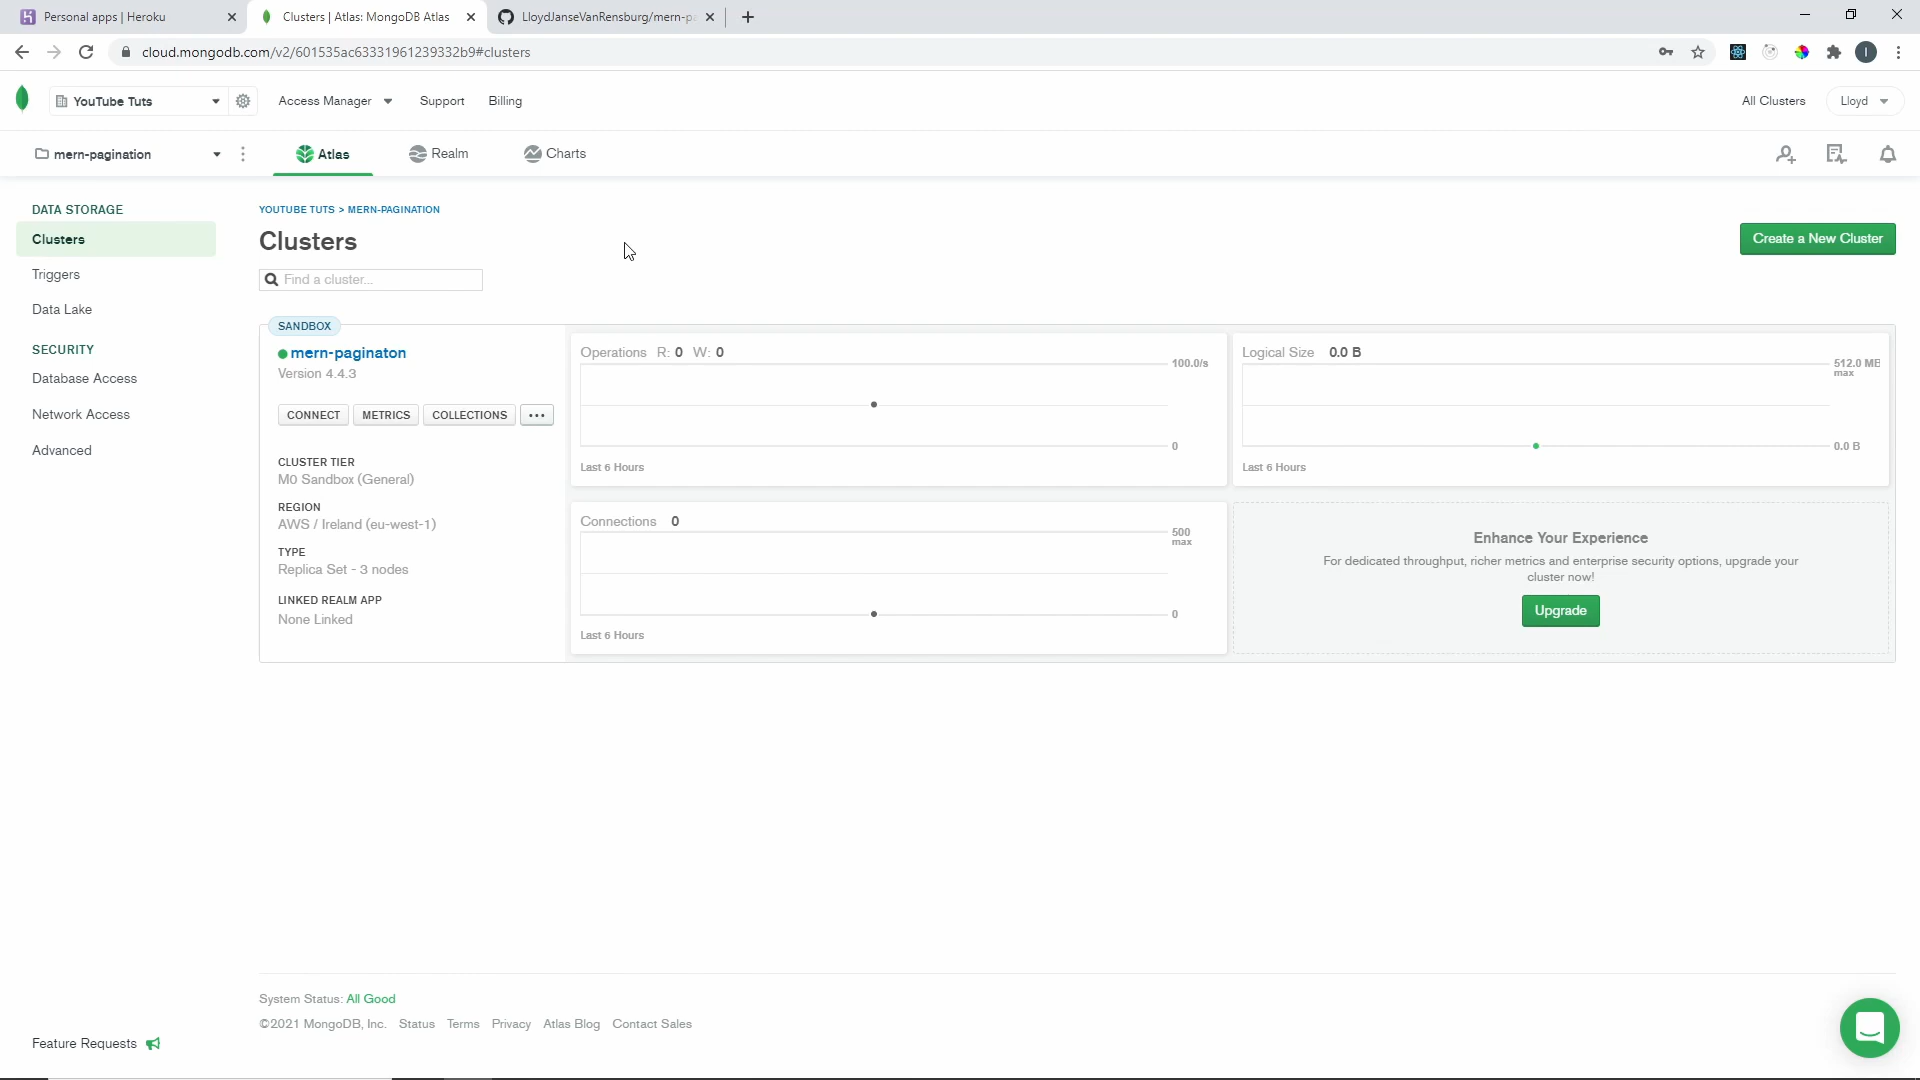 Personal apps | Heroku
Clusters | Atlas: MongoDB Atlas
LloydJanseVanRensburg/mern-pa
cloud.mongodb.com/v2/601535ac63331961239332b9#clusters
YouTube Tuts
Access Manager
Support
Billing
All Clusters
Lloyd
mern-pagination
Atlas
Realm
Charts
DATA STORAGE
Clusters
Triggers
Data Lake
SECURITY
Database Access
Network Access
Advanced
YOUTUBE TUTS > MERN-PAGINATION
Clusters
Create a New Cluster
Find a cluster...
SANDBOX
mern-paginaton
Version 4.4.3
CONNECT
METRICS
COLLECTIONS
CLUSTER TIER
M0 Sandbox (General)
REGION
AWS / Ireland (eu-west-1)
TYPE
Replica Set - 3 nodes
LINKED REALM APP
None Linked
Operations R: 0 W: 0
100.0/s
0
Last 6 Hours
Logical Size 0.0 B
512.0 MB
max
0.0 B
Last 6 Hours
Connections 0
500
max
0
Last 6 Hours
Enhance Your Experience
For dedicated throughput, richer metrics and enterprise security options, upgrade your
cluster now!
Upgrade
System Status: All Good
©2021 MongoDB, Inc. Status Terms Privacy Atlas Blog Contact Sales
Feature Requests